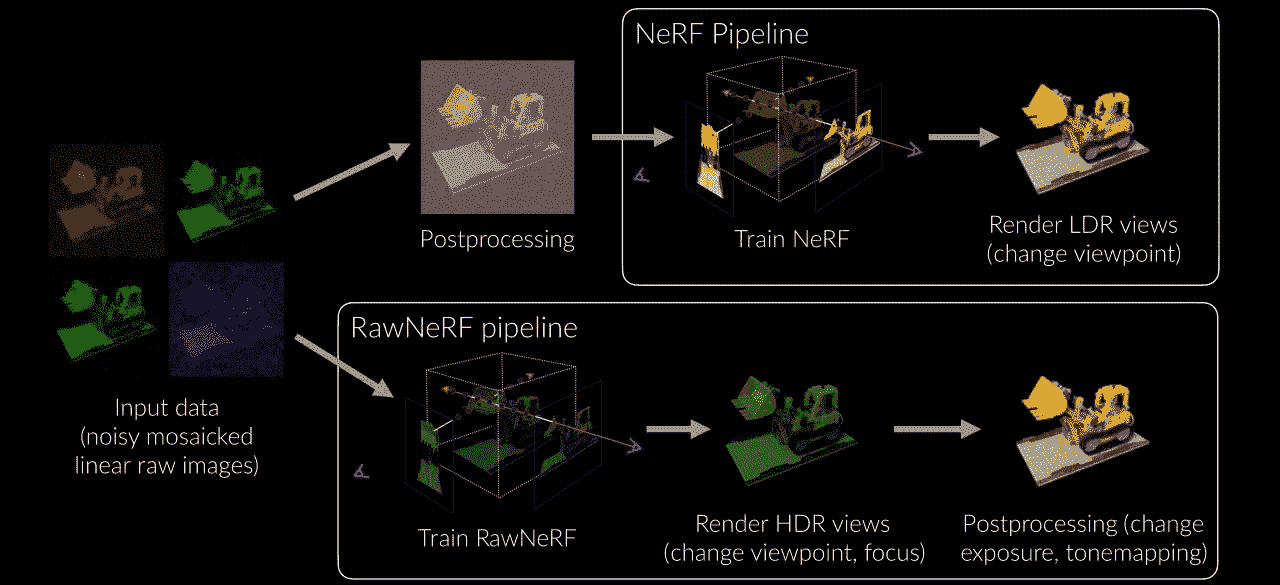 NeRF Pipeline
Postprocessing
Train NeRF
Render LDR views
(change viewpoint)
RawNeRF pipeline
Input data
(noisy mosaicked
linear raw images)
Train RawNeRF
Render HDR views
(change viewpoint, focus)
Postprocessing (change
exposure, tonemapping)